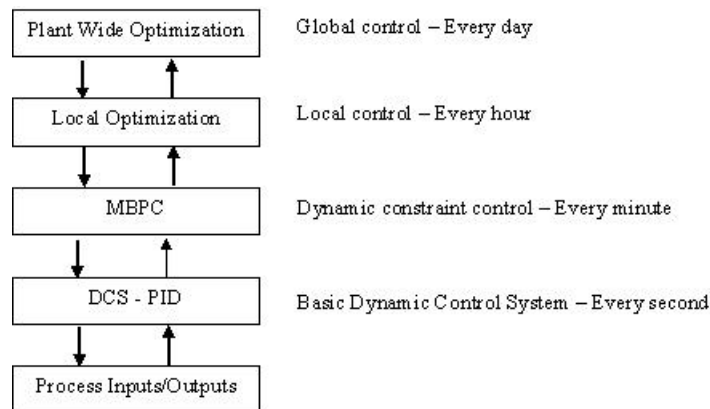 Plant Wide Optimization Global control – Every day
Local Optimization Local control – Every hour
MBPC Dynamic constraint control – Every minute
DCS - PID Basic Dynamic Control System – Every second
Process Inputs/Outputs